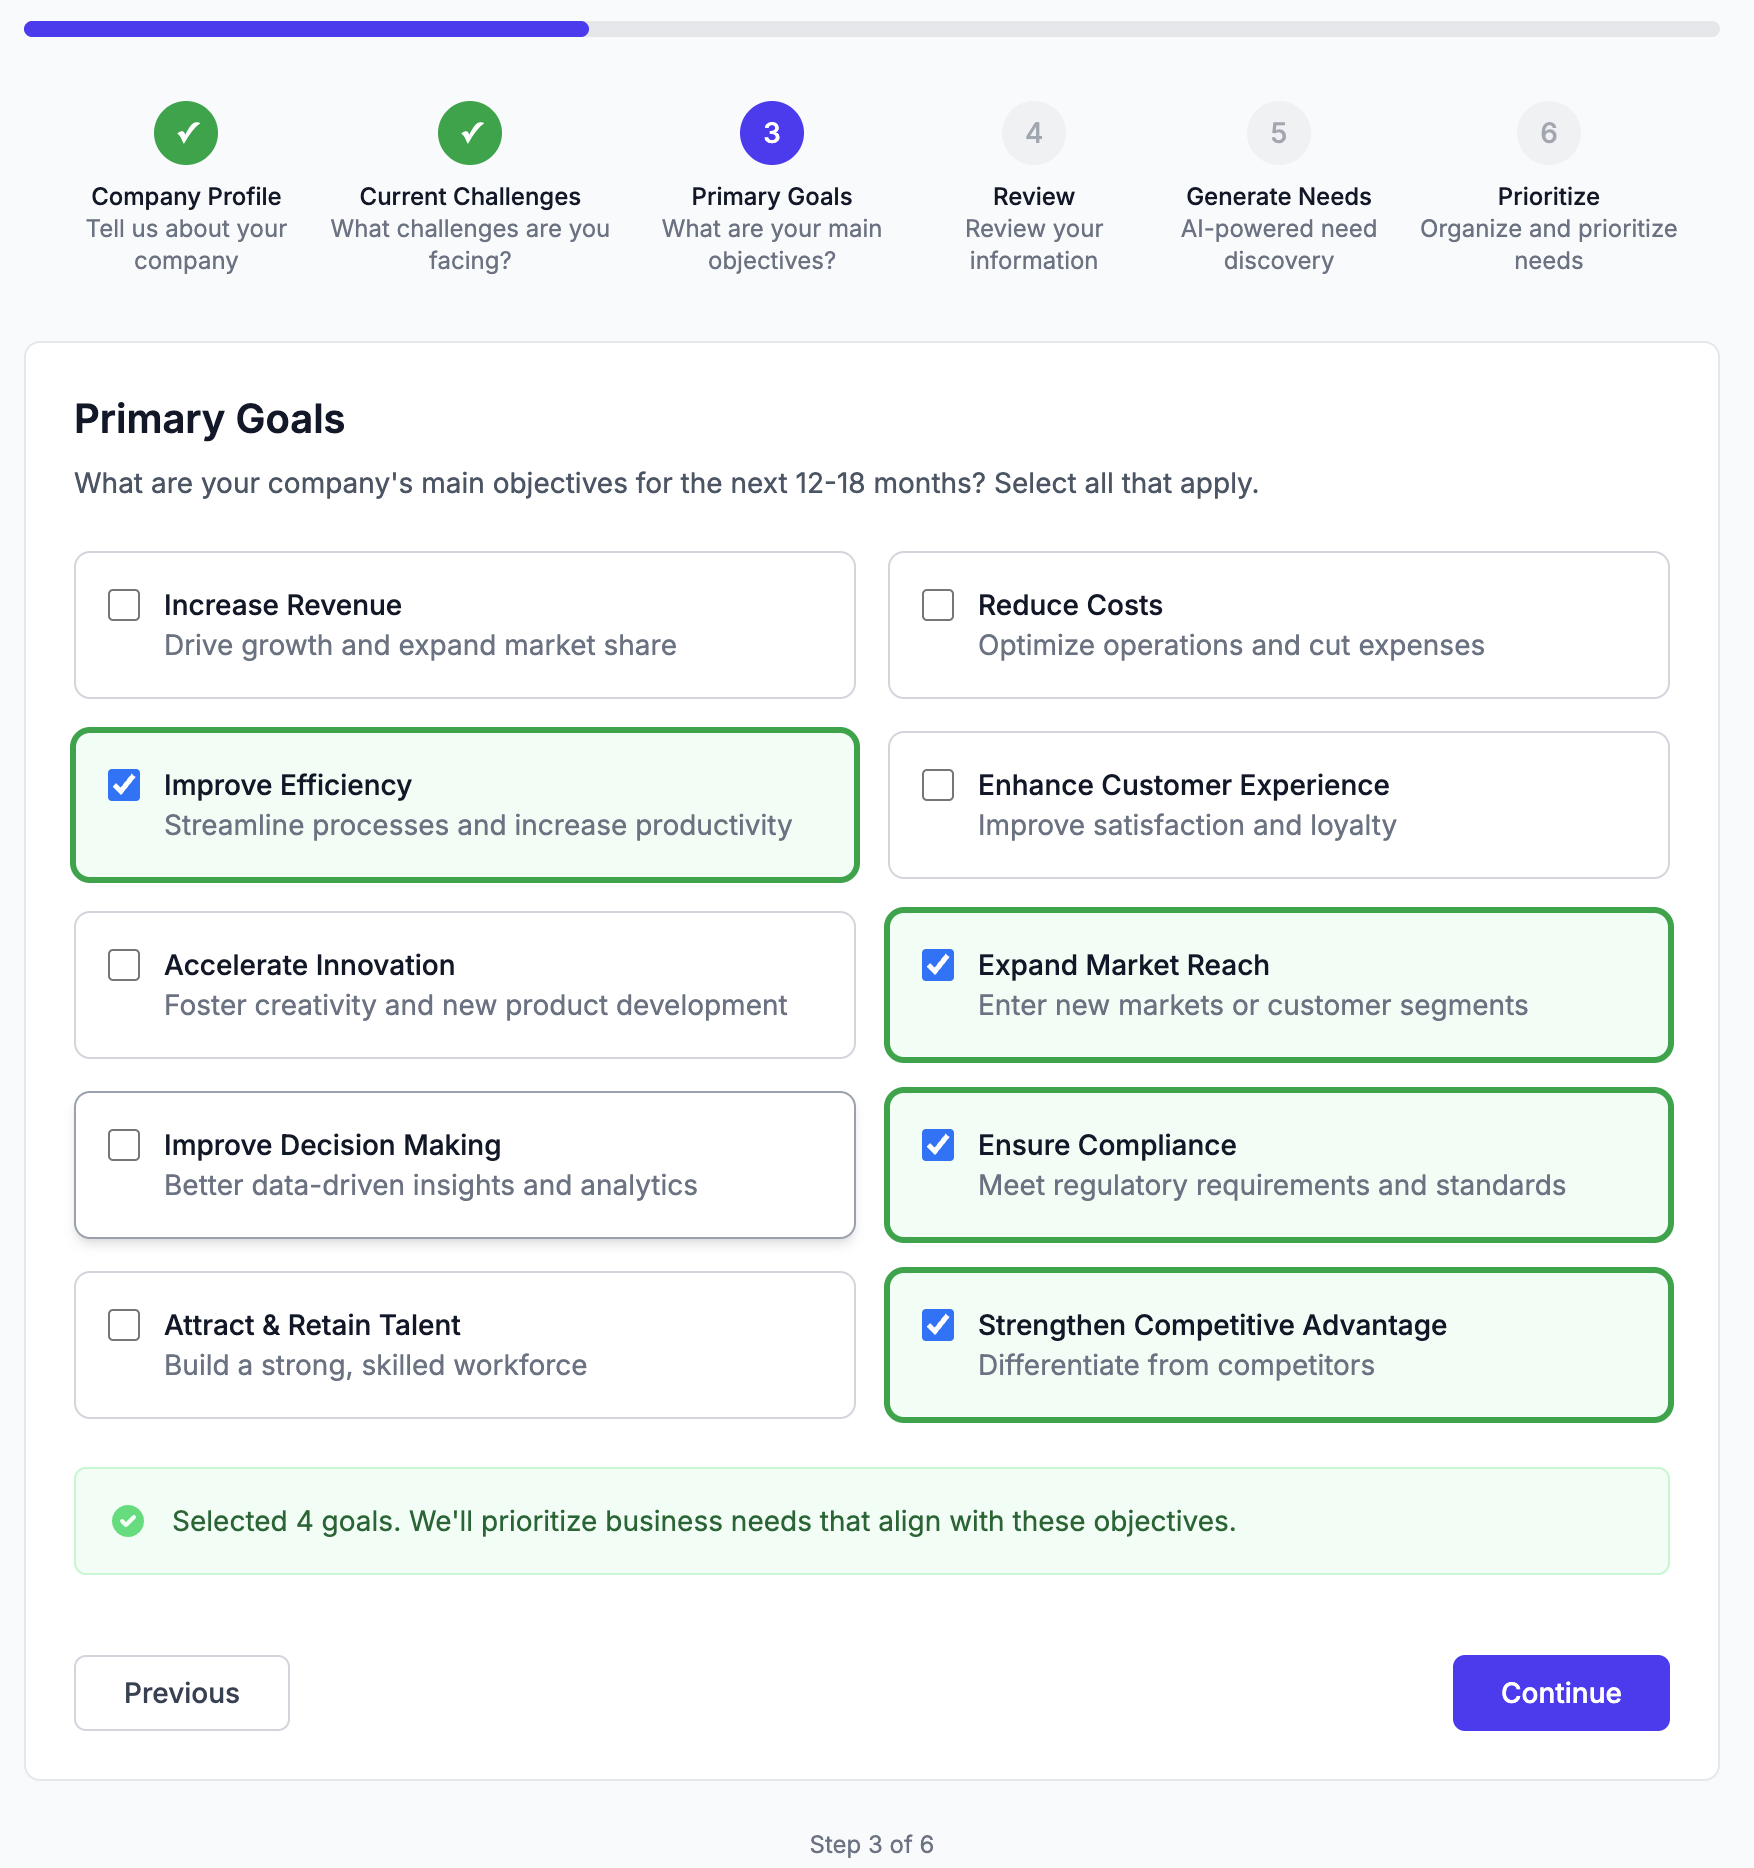 3
4
5
6
Company Profile
Tell us about your
company
Current Challenges
What challenges are you
facing?
Primary Goals
What are your main
objectives?
Review
Review your
information
Generate Needs
AI-powered need
discovery
Prioritize
Organize and prioritize
needs
Primary Goals
What are your company's main objectives for the next 12-18 months? Select all that apply.
Increase Revenue
Drive growth and expand market share
Reduce Costs
Optimize operations and cut expenses
Improve Efficiency
Streamline processes and increase productivity
Enhance Customer Experience
Improve satisfaction and loyalty
Accelerate Innovation
Foster creativity and new product development
Expand Market Reach
Enter new markets or customer segments
Improve Decision Making
Better data-driven insights and analytics
Ensure Compliance
Meet regulatory requirements and standards
Attract & Retain Talent
Build a strong, skilled workforce
Strengthen Competitive Advantage
Differentiate from competitors
Selected 4 goals. We'll prioritize business needs that align with these objectives.
Previous
Continue
Step 3 of 6